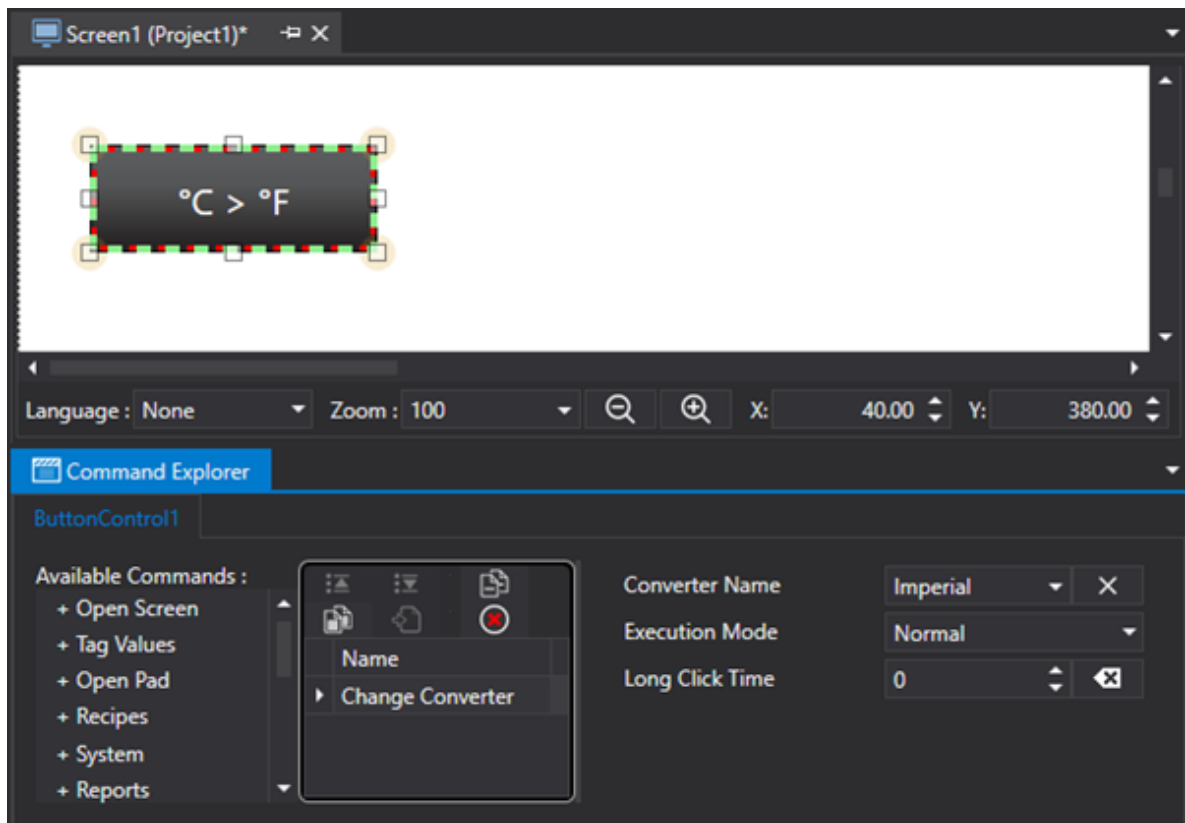 Screen1 (Project1)*
°C > °F
Language : None Zoom : 100 X: 40.00 Y: 380.00
Command Explorer
ButtonControl1
Available Commands :
+ Open Screen
+ Tag Values
+ Open Pad
+ Recipes
+ System
+ Reports
Name
Change Converter
Converter Name Imperial
Execution Mode Normal
Long Click Time 0